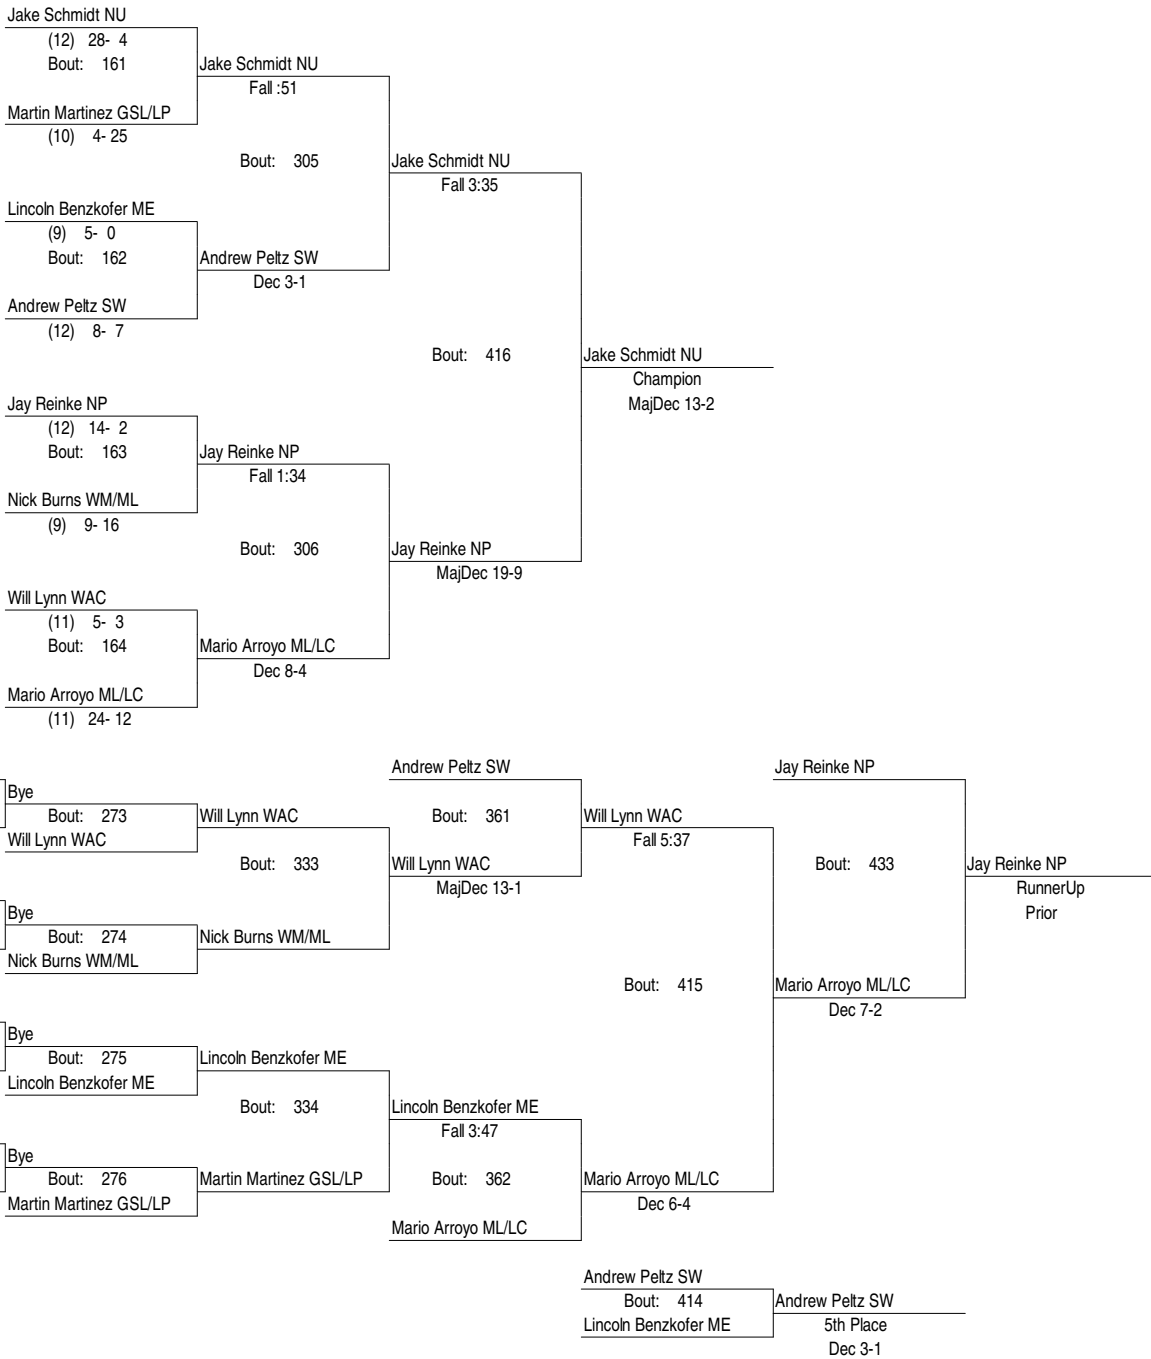 Jake Schmidt NU
(12) 28- 4
Bout: 161
Jake Schmidt NU
Fall :51
Martin Martinez GSL/LP
(10) 4- 25
Bout: 305
Jake Schmidt NU
Fall 3:35
Lincoln Benzkofer ME
(9) 5- 0
Bout: 162
Andrew Peltz SW
Dec 3-1
Andrew Peltz SW
(12) 8- 7
Bout: 416
Jake Schmidt NU
Champion
MajDec 13-2
Jay Reinke NP
(12) 14- 2
Bout: 163
Jay Reinke NP
Fall 1:34
Nick Burns WM/ML
(9) 9- 16
Bout: 306
Jay Reinke NP
MajDec 19-9
Will Lynn WAC
(11) 5- 3
Bout: 164
Mario Arroyo ML/LC
Dec 8-4
Mario Arroyo ML/LC
(11) 24- 12
Andrew Peltz SW
Jay Reinke NP
Bye
Bout: 273
Will Lynn WAC
Will Lynn WAC
Bout: 361
Will Lynn WAC
Fall 5:37
Bout: 333
Will Lynn WAC
MajDec 13-1
Bout: 433
Jay Reinke NP
RunnerUp
Prior
Bye
Bout: 274
Nick Burns WM/ML
Nick Burns WM/ML
Bout: 415
Mario Arroyo ML/LC
Dec 7-2
Bye
Bout: 275
Lincoln Benzkofer ME
Lincoln Benzkofer ME
Bout: 334
Lincoln Benzkofer ME
Fall 3:47
Bye
Bout: 276
Martin Martinez GSL/LP
Martin Martinez GSL/LP
Bout: 362
Mario Arroyo ML/LC
Dec 6-4
Mario Arroyo ML/LC
Andrew Peltz SW
Bout: 414
Andrew Peltz SW
Lincoln Benzkofer ME
5th Place
Dec 3-1